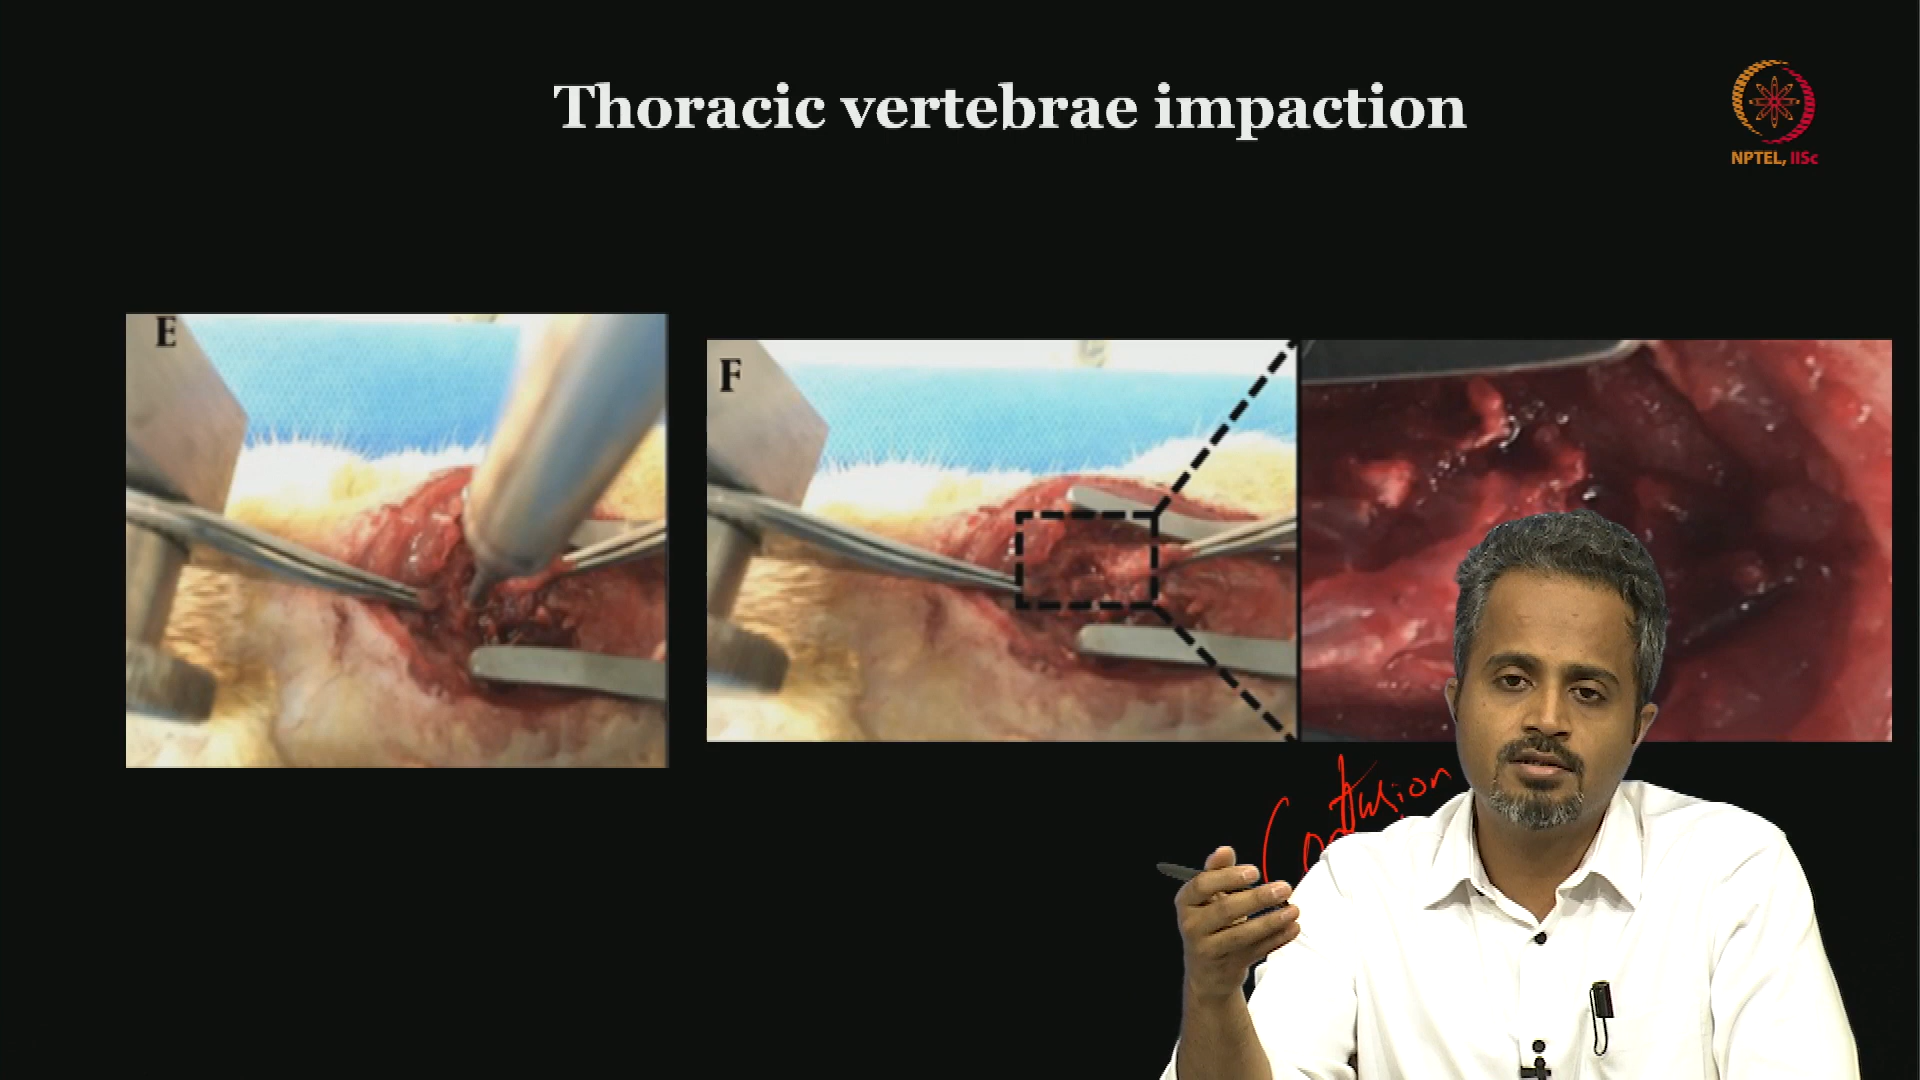 Thoracic vertebrae impaction
NPTEL, IISc
E
F
Contusion